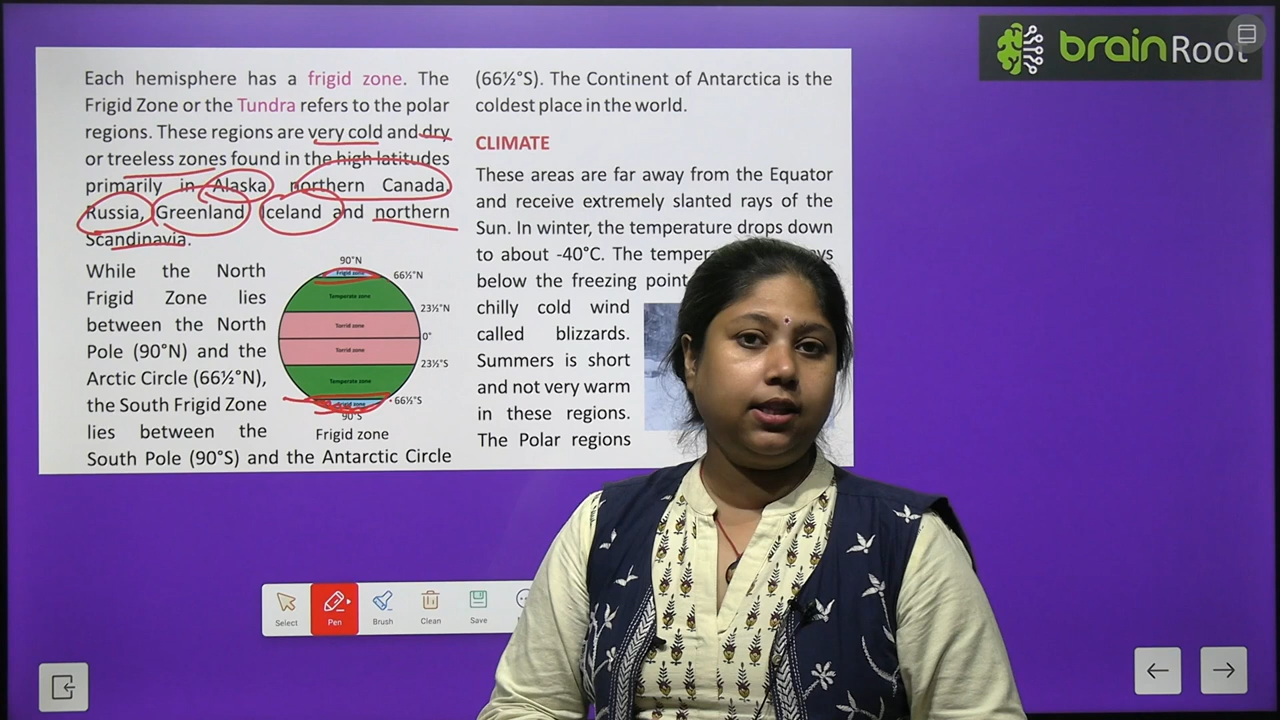 brainRoot
Each hemisphere has a frigid zone. The
Frigid Zone or the Tundra refers to the polar
regions. These regions are very cold and dry
or treeless zones found in the high latitudes
primarily in Alaska, northern Canada,
Russia, Greenland Iceland and northern
Scandinavia.
While the North
Frigid Zone lies
between the North
Pole (90°N) and the
Arctic Circle (66½°N),
the South Frigid Zone
lies between the
South Pole (90°S) and the Antarctic Circle
90°N
Frigid zone
66½°N
Temperate zone
23½°N
Torrid zone
0°
Torrid zone
23½°S
Temperate zone
66½°S
Frigid zone
90°S
Frigid zone
(66½°S). The Continent of Antarctica is the
coldest place in the world.
CLIMATE
These areas are far away from the Equator
and receive extremely slanted rays of the
Sun. In winter, the temperature drops down
to about -40°C. The
below the freezing point
chilly cold wind
called blizzards.
Summers is short
and not very warm
in these regions.
The Polar regions
Select
Pen
Brush
Clean
Save